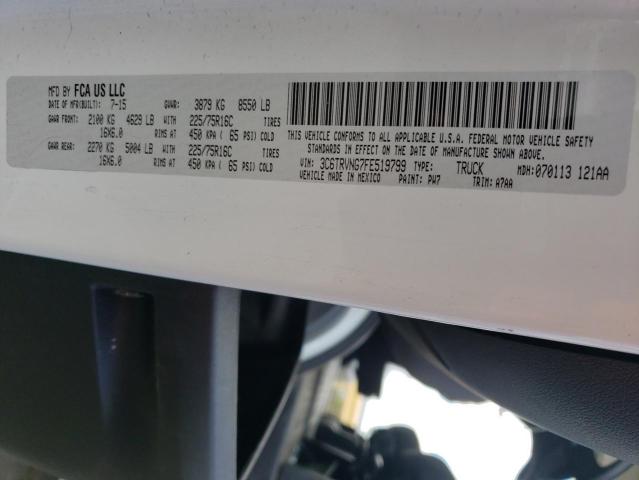 MFD BY FCA US LLC
DATE OF MFR(BUILT): 7-15 GVWR: 3879 KG 8550 LB
GAWR FRONT: 2100 KG 4629 LB WITH 225/75R16C TIRES
16X6.0 RIMS AT 450 KPA ( 65 PSI) COLD
GAWR REAR: 2270 KG 5004 LB WITH 225/75R16C TIRES
16X6.0 RIMS AT 450 KPA ( 65 PSI) COLD
THIS VEHICLE CONFORMS TO ALL APPLICABLE U.S.A. FEDERAL MOTOR VEHICLE SAFETY
STANDARDS IN EFFECT ON THE DATE OF MANUFACTURE SHOWN ABOVE.
VIN: 3C6TRVNG7FE519799 TYPE: TRUCK MDH: 070113 121AA
VEHICLE MADE IN MEXICO PAINT: PW7 TRIM: A7AA